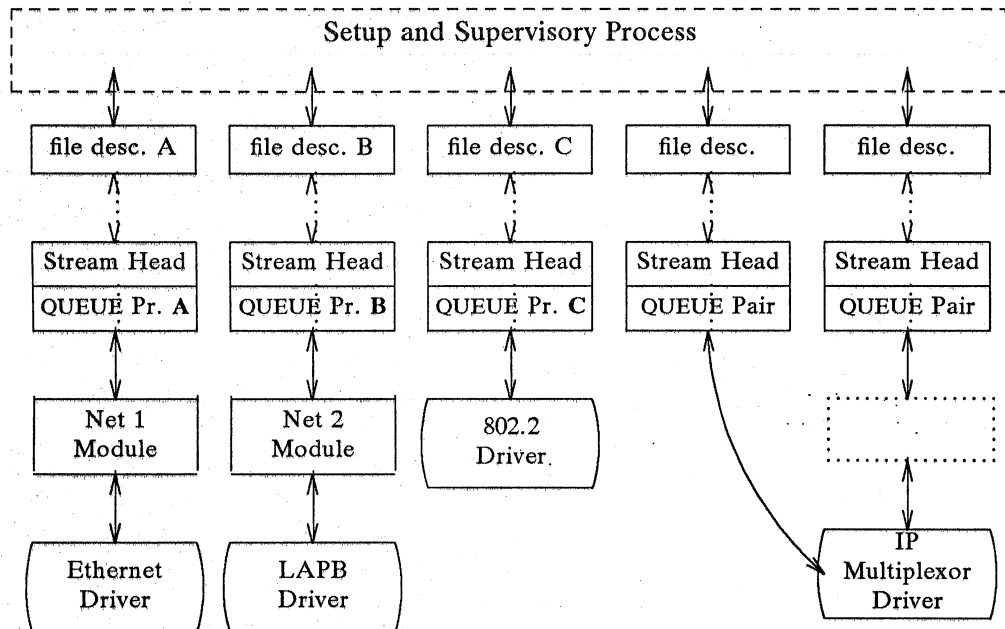 Setup and Supervisory Process
file desc. A
file desc. B
file desc. C
file desc.
file desc.
Stream Head
Stream Head
Stream Head
Stream Head
Stream Head
QUEUE Pr. A
QUEUE Pr. B
QUEUE Pr. C
QUEUE Pair
QUEUE Pair
Net 1
Module
Net 2
Module
802.2
Driver
Ethernet
Driver
LAPB
Driver
IP
Multiplexor
Driver